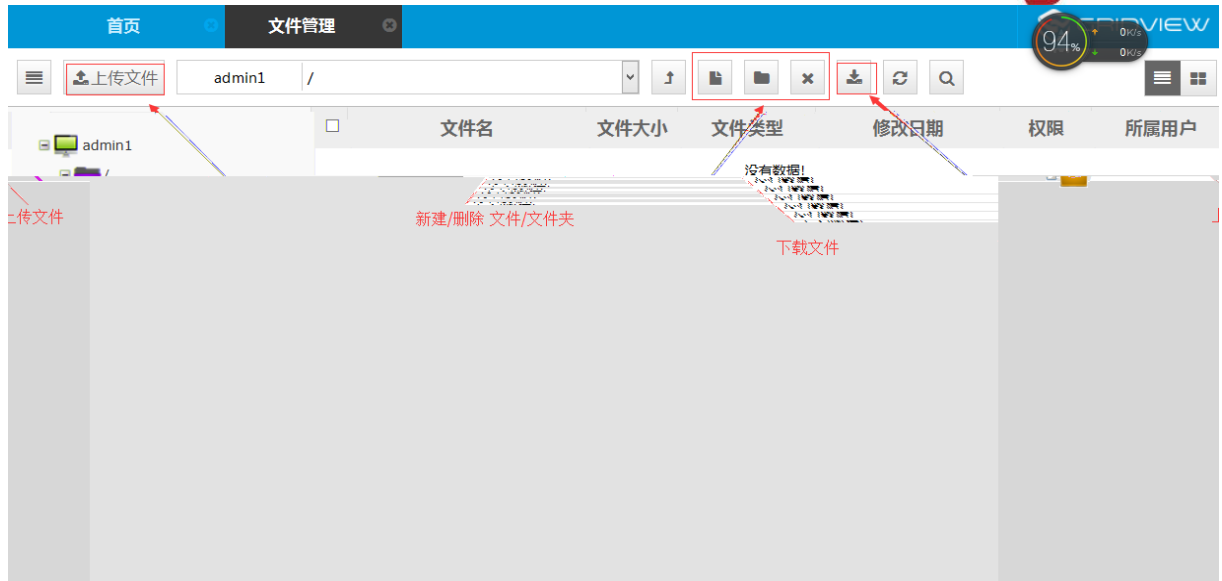 首页 文件管理
94% 0K/s
0K/s
上传文件 admin1 /
文件名 文件大小 文件类型 修改日期 权限 所属用户
admin1
/
没有数据!
上传文件
新建/删除 文件/文件夹
下载文件